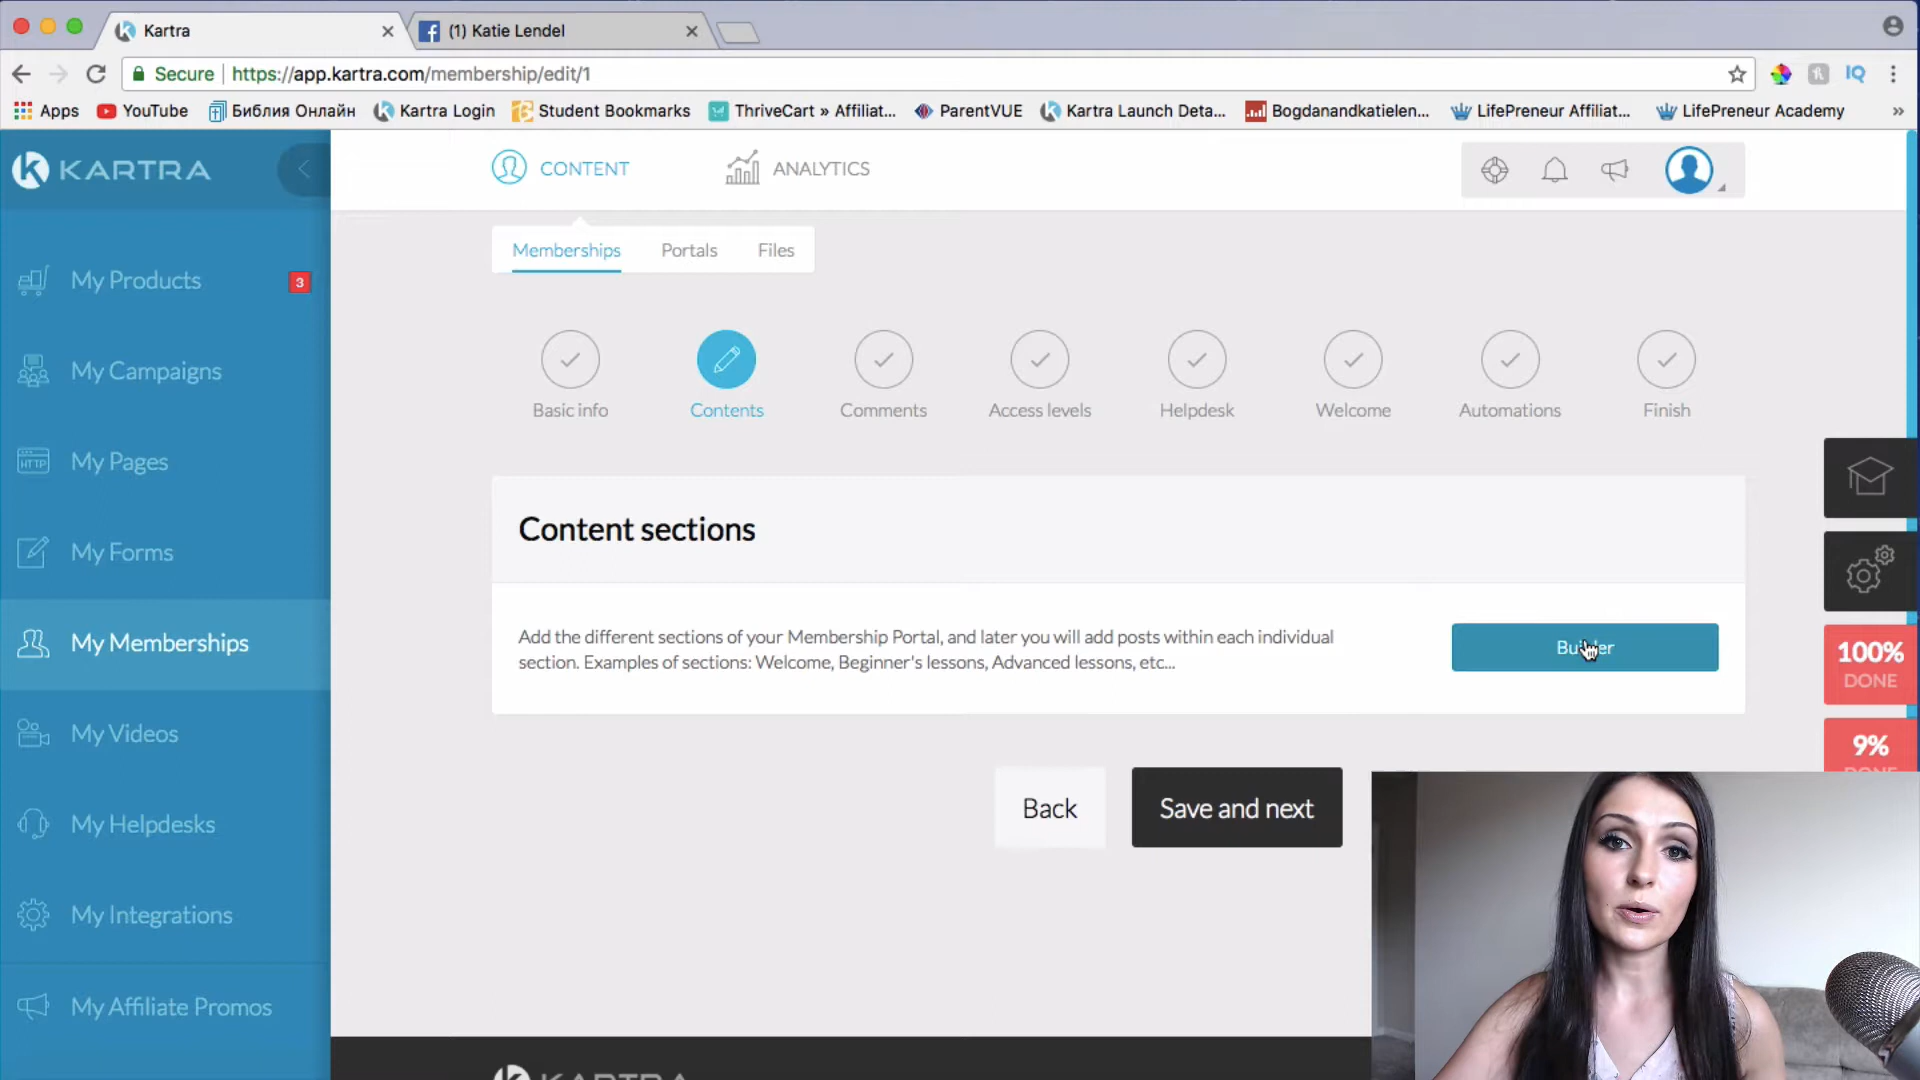 Kartra
(1) Katie Lendel
Secure
https://app.kartra.com/membership/edit/1
IQ
Apps
YouTube
Библия Онлайн
Kartra Login
Student Bookmarks
ThriveCart » Affiliat...
ParentVUE
Kartra Launch Deta...
Bogdanandkatielen...
LifePreneur Affiliat...
LifePreneur Academy
»
KARTRA
CONTENT
ANALYTICS
Memberships
Portals
Files
My Products
3
My Campaigns
HTTP
My Pages
My Forms
My Memberships
My Videos
My Helpdesks
My Integrations
My Affiliate Promos
Basic info
Contents
Comments
Access levels
Helpdesk
Welcome
Automations
Finish
Content sections
Add the different sections of your Membership Portal, and later you will add posts within each individual
section. Examples of sections: Welcome, Beginner's lessons, Advanced lessons, etc...
Builder
100%
DONE
9%
DONE
Back
Save and next
KARTRA